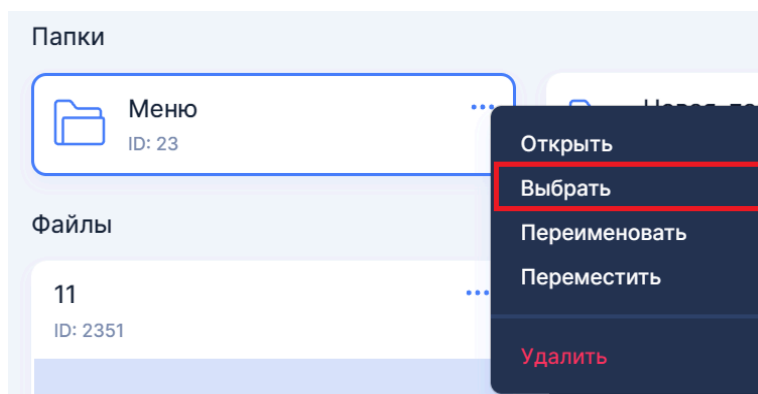 Папки
Меню
ID: 23
Открыть
Выбрать
Переименовать
Переместить
Удалить
Файлы
11
ID: 2351